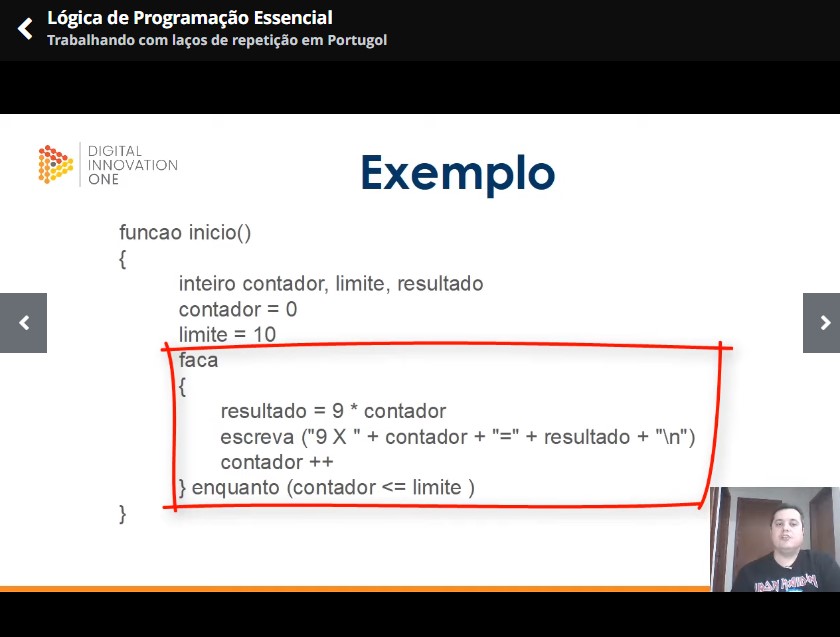 Lógica de Programação Essencial
Trabalhando com laços de repetição em Portugol
DIGITAL
INNOVATION
ONE
Exemplo
funcao inicio()
{
inteiro contador, limite, resultado
contador = 0
limite = 10
faca
{
resultado = 9 * contador
escreva ("9 X " + contador + "=" + resultado + "\n")
contador ++
} enquanto (contador <= limite )
}
IRON MAIDEN